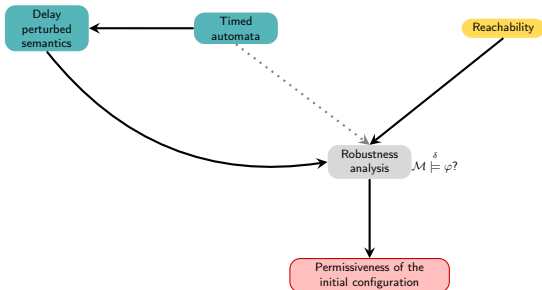 Delay
perturbed
semantics
Timed
automata
Reachability
Robustness
analysis
δ
ℳ ⊨ φ?
Permissiveness of the
initial configuration